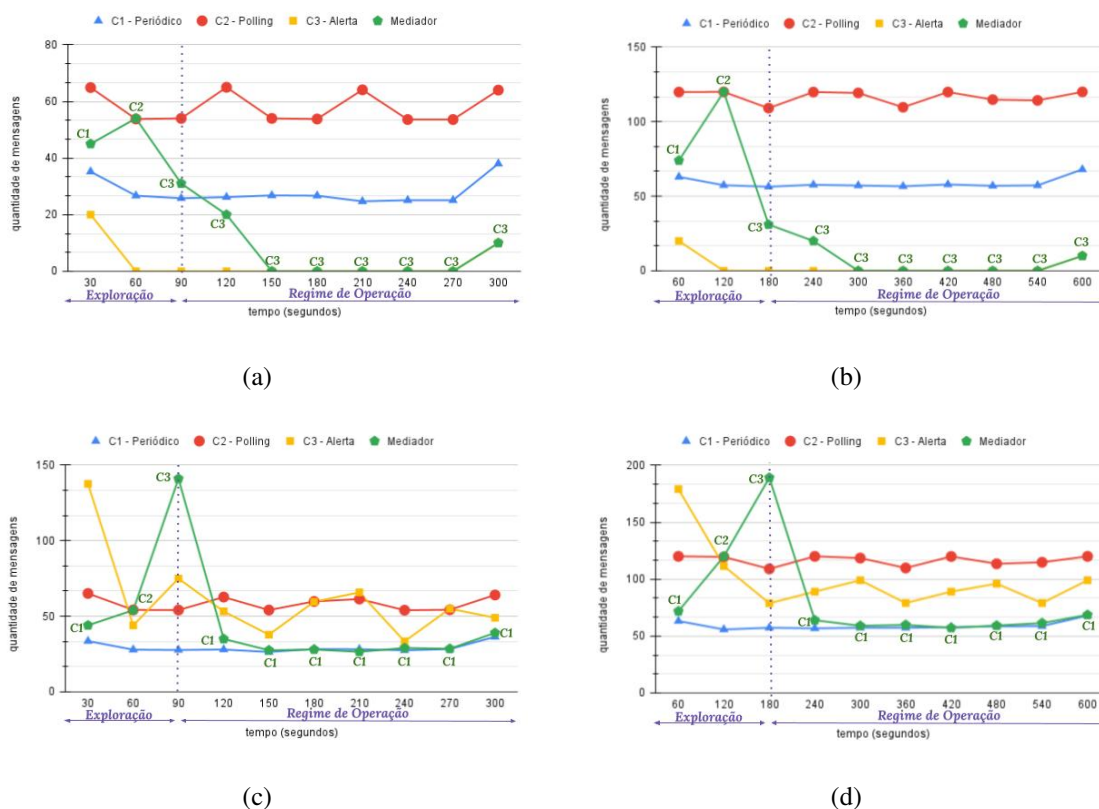 C1 - Periódico C2 - Polling C3 - Alerta Mediador
80
60
40
20
0
quantidade de mensagens
C1
C2
C3
C3
C3 C3 C3 C3 C3
C3
30 60 90 120 150 180 210 240 270 300
Exploração Regime de Operação
tempo (segundos)
(a)
C1 - Periódico C2 - Polling C3 - Alerta Mediador
150
100
50
0
quantidade de mensagens
C1
C2
C3
C3
C3 C3 C3 C3 C3
C3
60 120 180 240 300 360 420 480 540 600
Exploração Regime de Operação
tempo (segundos)
(b)
C1 - Periódico C2 - Polling C3 - Alerta Mediador
150
100
50
0
quantidade de mensagens
C1
C2
C3
C1
C1 C1 C1 C1 C1
C1
30 60 90 120 150 180 210 240 270 300
Exploração Regime de Operação
tempo (segundos)
(c)
C1 - Periódico C2 - Polling C3 - Alerta Mediador
200
150
100
50
0
quantidade de mensagens
C1
C2
C3
C1
C1 C1 C1 C1 C1
C1
60 120 180 240 300 360 420 480 540 600
Exploração Regime de Operação
tempo (segundos)
(d)